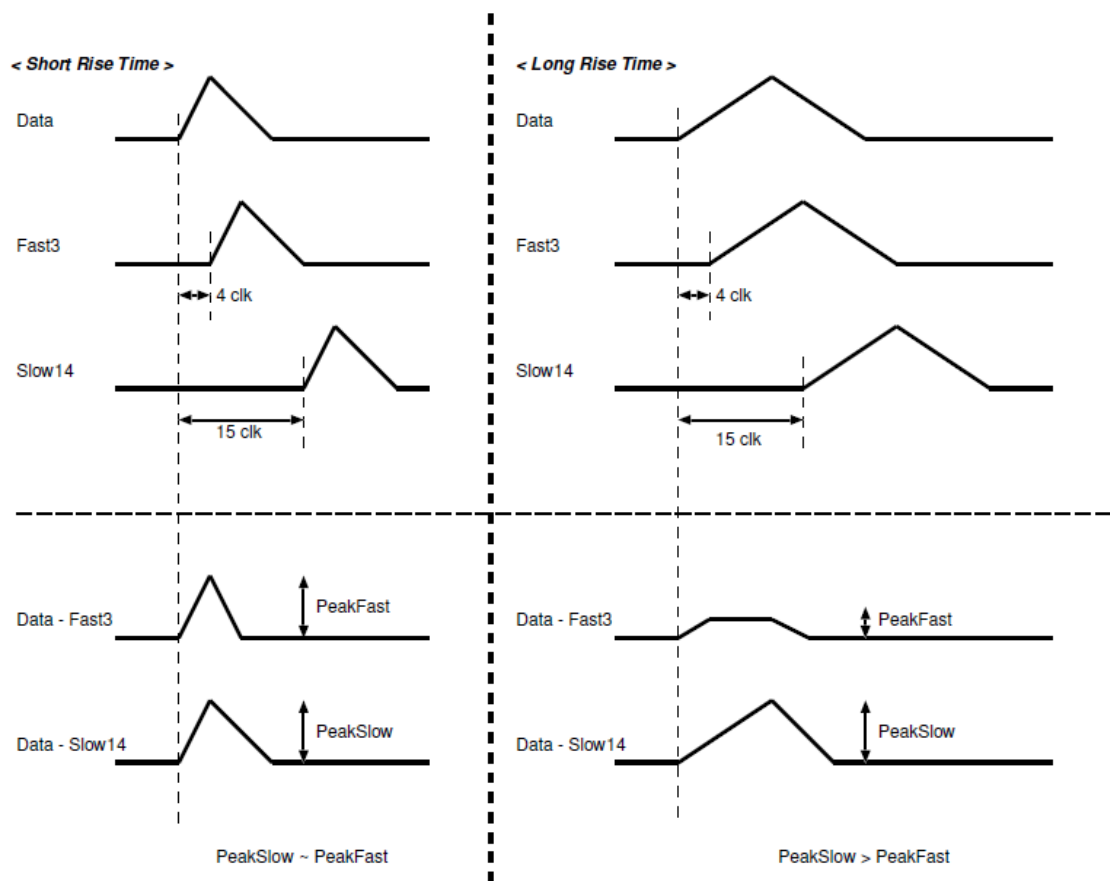 < Short Rise Time >
Data
Fast3
4 clk
Slow14
15 clk
Data - Fast3
PeakFast
Data - Slow14
PeakSlow
PeakSlow ~ PeakFast
< Long Rise Time >
Data
Fast3
4 clk
Slow14
15 clk
Data - Fast3
PeakFast
Data - Slow14
PeakSlow
PeakSlow > PeakFast